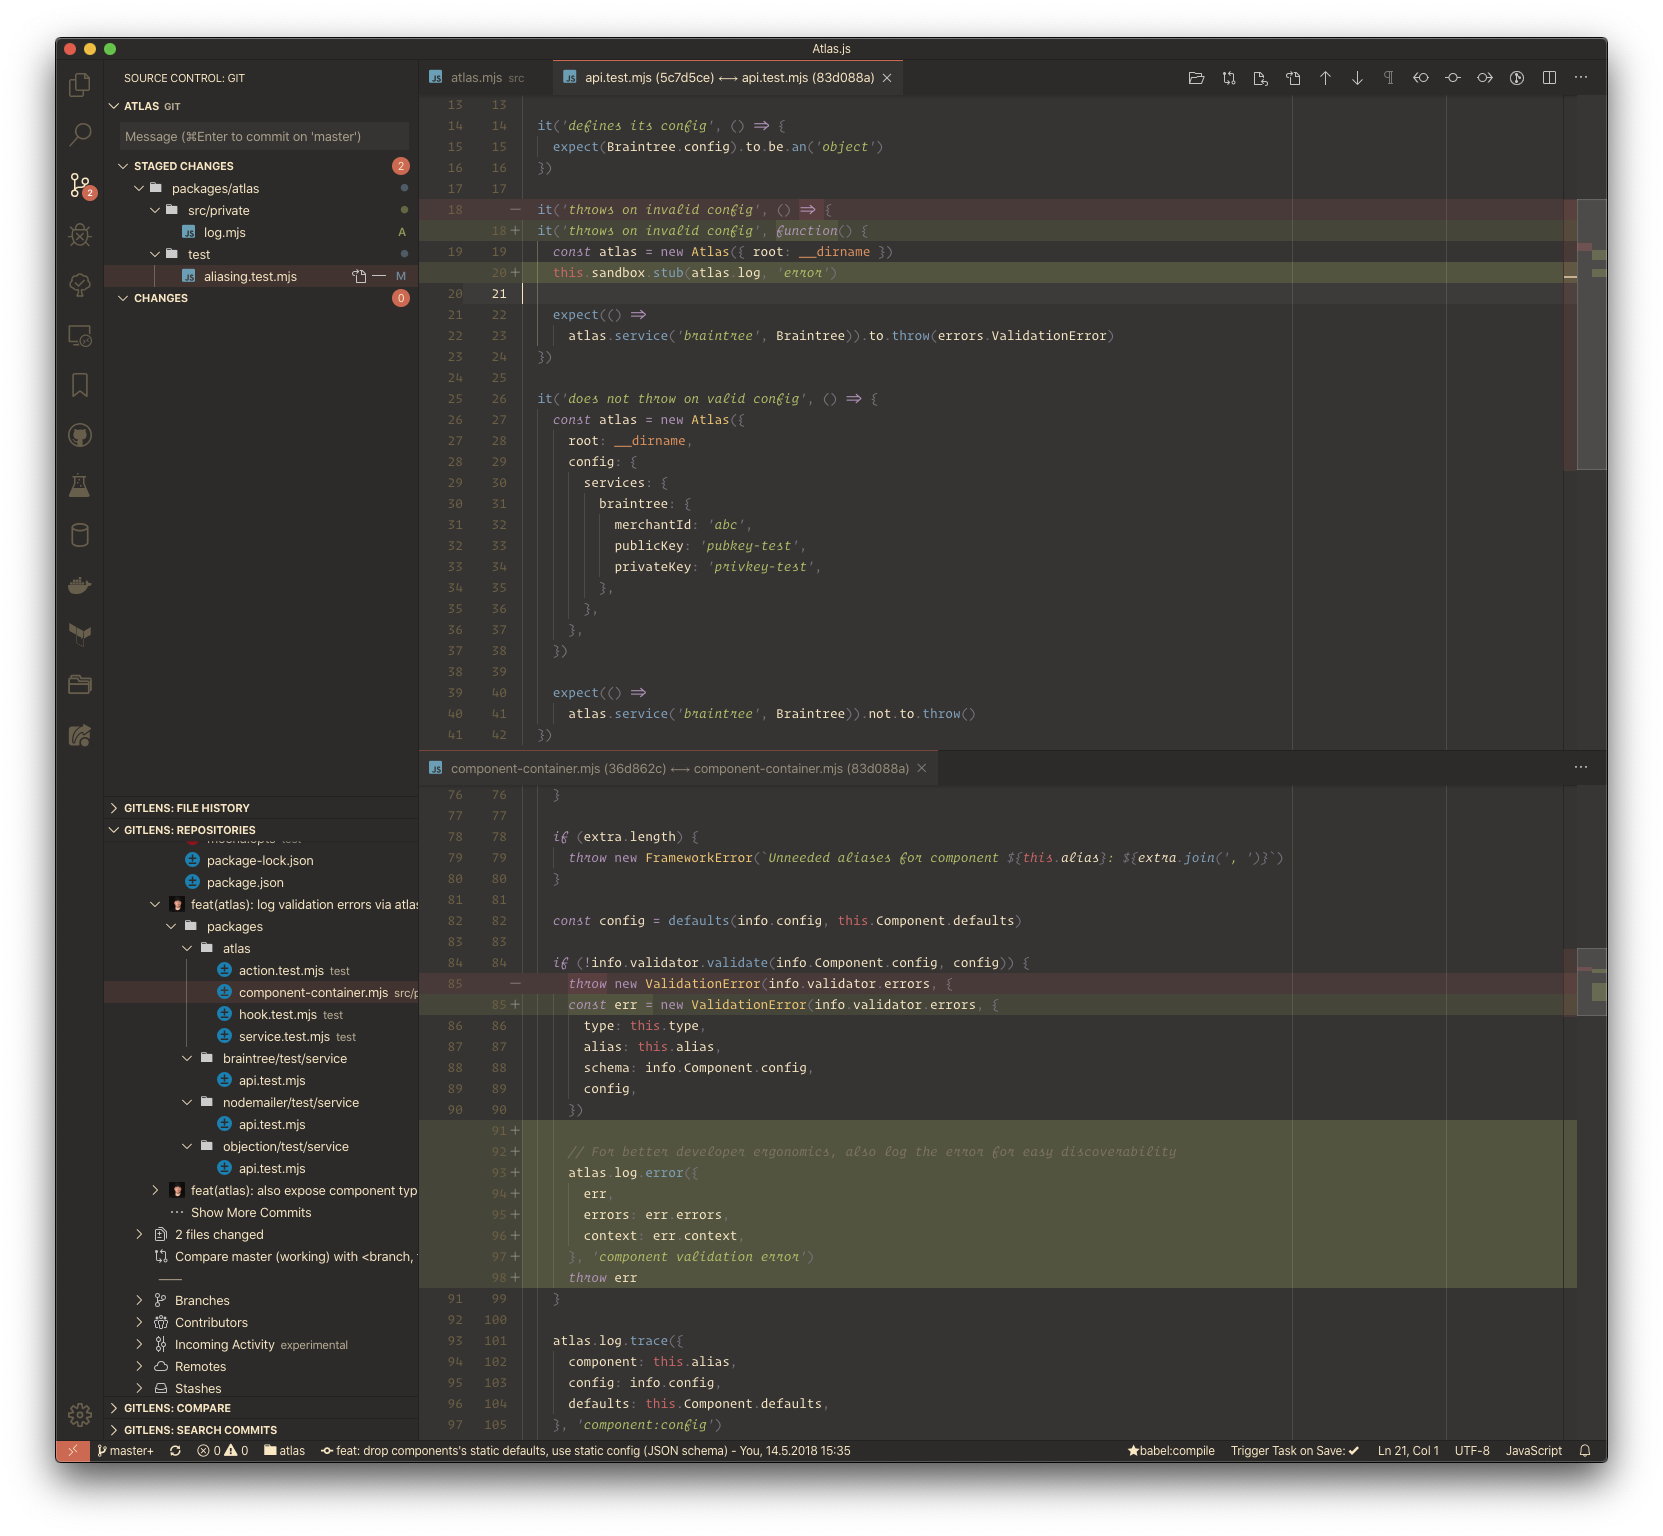 Atlas.js
SOURCE CONTROL: GIT
ATLAS GIT
Message (⌘Enter to commit on 'master')
STAGED CHANGES 2
packages/atlas
src/private
log.mjs A
test
aliasing.test.mjs M
CHANGES 0
2
GITLENS: FILE HISTORY
GITLENS: REPOSITORIES
package-lock.json
package.json
feat(atlas): log validation errors via atlas
packages
atlas
action.test.mjs test
component-container.mjs src/p
hook.test.mjs test
service.test.mjs test
braintree/test/service
api.test.mjs
nodemailer/test/service
api.test.mjs
objection/test/service
api.test.mjs
feat(atlas): also expose component typ
··· Show More Commits
2 files changed
Compare master (working) with <branch,
Branches
Contributors
Incoming Activity experimental
Remotes
Stashes
GITLENS: COMPARE
GITLENS: SEARCH COMMITS
atlas.mjs src
api.test.mjs (5c7d5ce) ⟷ api.test.mjs (83d088a)
13 13
14 14 it('defines its config', () => {
15 15 expect(Braintree.config).to.be.an('object')
16 16 })
17 17
18 — it('throws on invalid config', () => {
18 + it('throws on invalid config', function() {
19 19 const atlas = new Atlas({ root: __dirname })
20 + this.sandbox.stub(atlas.log, 'error')
20 21
21 22 expect(() =>
22 23 atlas.service('braintree', Braintree)).to.throw(errors.ValidationError)
23 24 })
24 25
25 26 it('does not throw on valid config', () => {
26 27 const atlas = new Atlas({
27 28 root: __dirname,
28 29 config: {
29 30 services: {
30 31 braintree: {
31 32 merchantId: 'abc',
32 33 publicKey: 'pubkey-test',
33 34 privateKey: 'privkey-test',
34 35 },
35 36 },
36 37 },
37 38 })
38 39
39 40 expect(() =>
40 41 atlas.service('braintree', Braintree)).not.to.throw()
41 42 })
component-container.mjs (36d862c) ⟷ component-container.mjs (83d088a)
76 76 }
77 77
78 78 if (extra.length) {
79 79 throw new FrameworkError(`Unneeded aliases for component ${this.alias}: ${extra.join(', ')}`)
80 80 }
81 81
82 82 const config = defaults(info.config, this.Component.defaults)
83 83
84 84 if (!info.validator.validate(info.Component.config, config)) {
85 — throw new ValidationError(info.validator.errors, {
85 + const err = new ValidationError(info.validator.errors, {
86 86 type: this.type,
87 87 alias: this.alias,
88 88 schema: info.Component.config,
89 89 config,
90 90 })
91 +
92 + // For better developer ergonomics, also log the error for easy discoverability
93 + atlas.log.error({
94 + err,
95 + errors: err.errors,
96 + context: err.context,
97 + }, 'component validation error')
98 + throw err
91 99 }
92 100
93 101 atlas.log.trace({
94 102 component: this.alias,
95 103 config: info.config,
96 104 defaults: this.Component.defaults,
97 105 }, 'component:config')
master+ 0 0 atlas feat: drop components's static defaults, use static config (JSON schema) - You, 14.5.2018 15:35 babel:compile Trigger Task on Save: ✔ Ln 21, Col 1 UTF-8 JavaScript